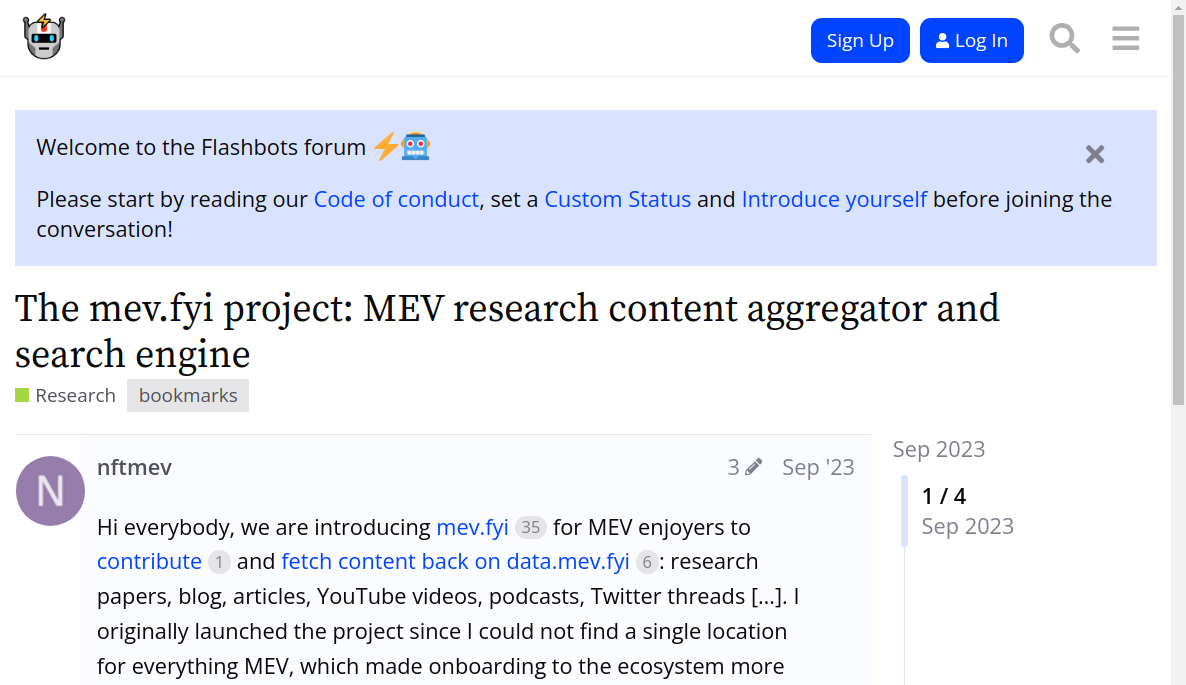 Sign Up
Log In
Welcome to the Flashbots forum
Please start by reading our Code of conduct, set a Custom Status and Introduce yourself before joining the
conversation!
The mev.fyi project: MEV research content aggregator and
search engine
Research bookmarks
N
nftmev 3 Sep '23
Hi everybody, we are introducing mev.fyi 35 for MEV enjoyers to
contribute 1 and fetch content back on data.mev.fyi 6 : research
papers, blog, articles, YouTube videos, podcasts, Twitter threads […]. I
originally launched the project since I could not find a single location
for everything MEV, which made onboarding to the ecosystem more
Sep 2023
1 / 4
Sep 2023